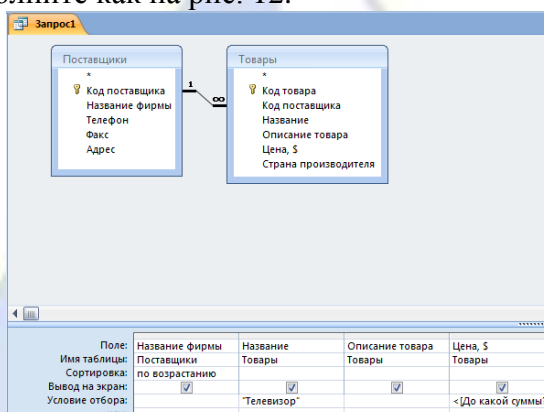 олните как на рис. 12.
Запрос1
Поставщики
*
Код поставщика
Название фирмы
Телефон
Факс
Адрес
1
∞
Товары
*
Код товара
Код поставщика
Название
Описание товара
Цена, $
Страна производителя
Поле: Название фирмы Название Описание товара Цена, $
Имя таблицы: Поставщики Товары Товары Товары
Сортировка: по возрастанию
Вывод на экран:
Условие отбора: "Телевизор" <[До какой суммы?